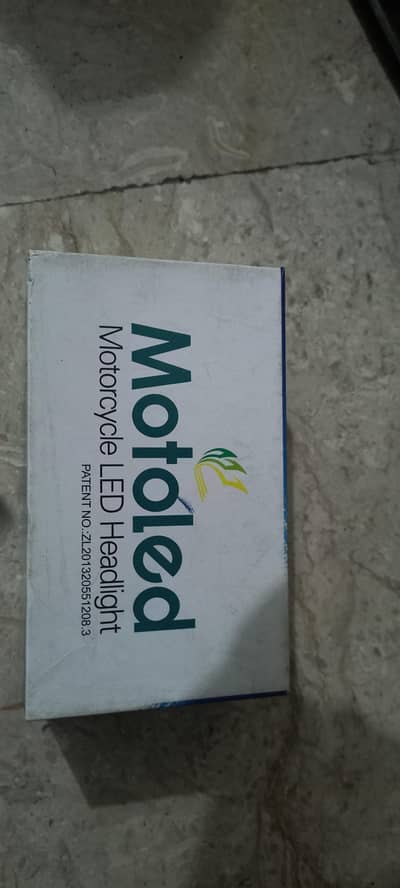 Motoled
Motorcycle LED Headlight
PATENT NO.:ZL201320551208.3